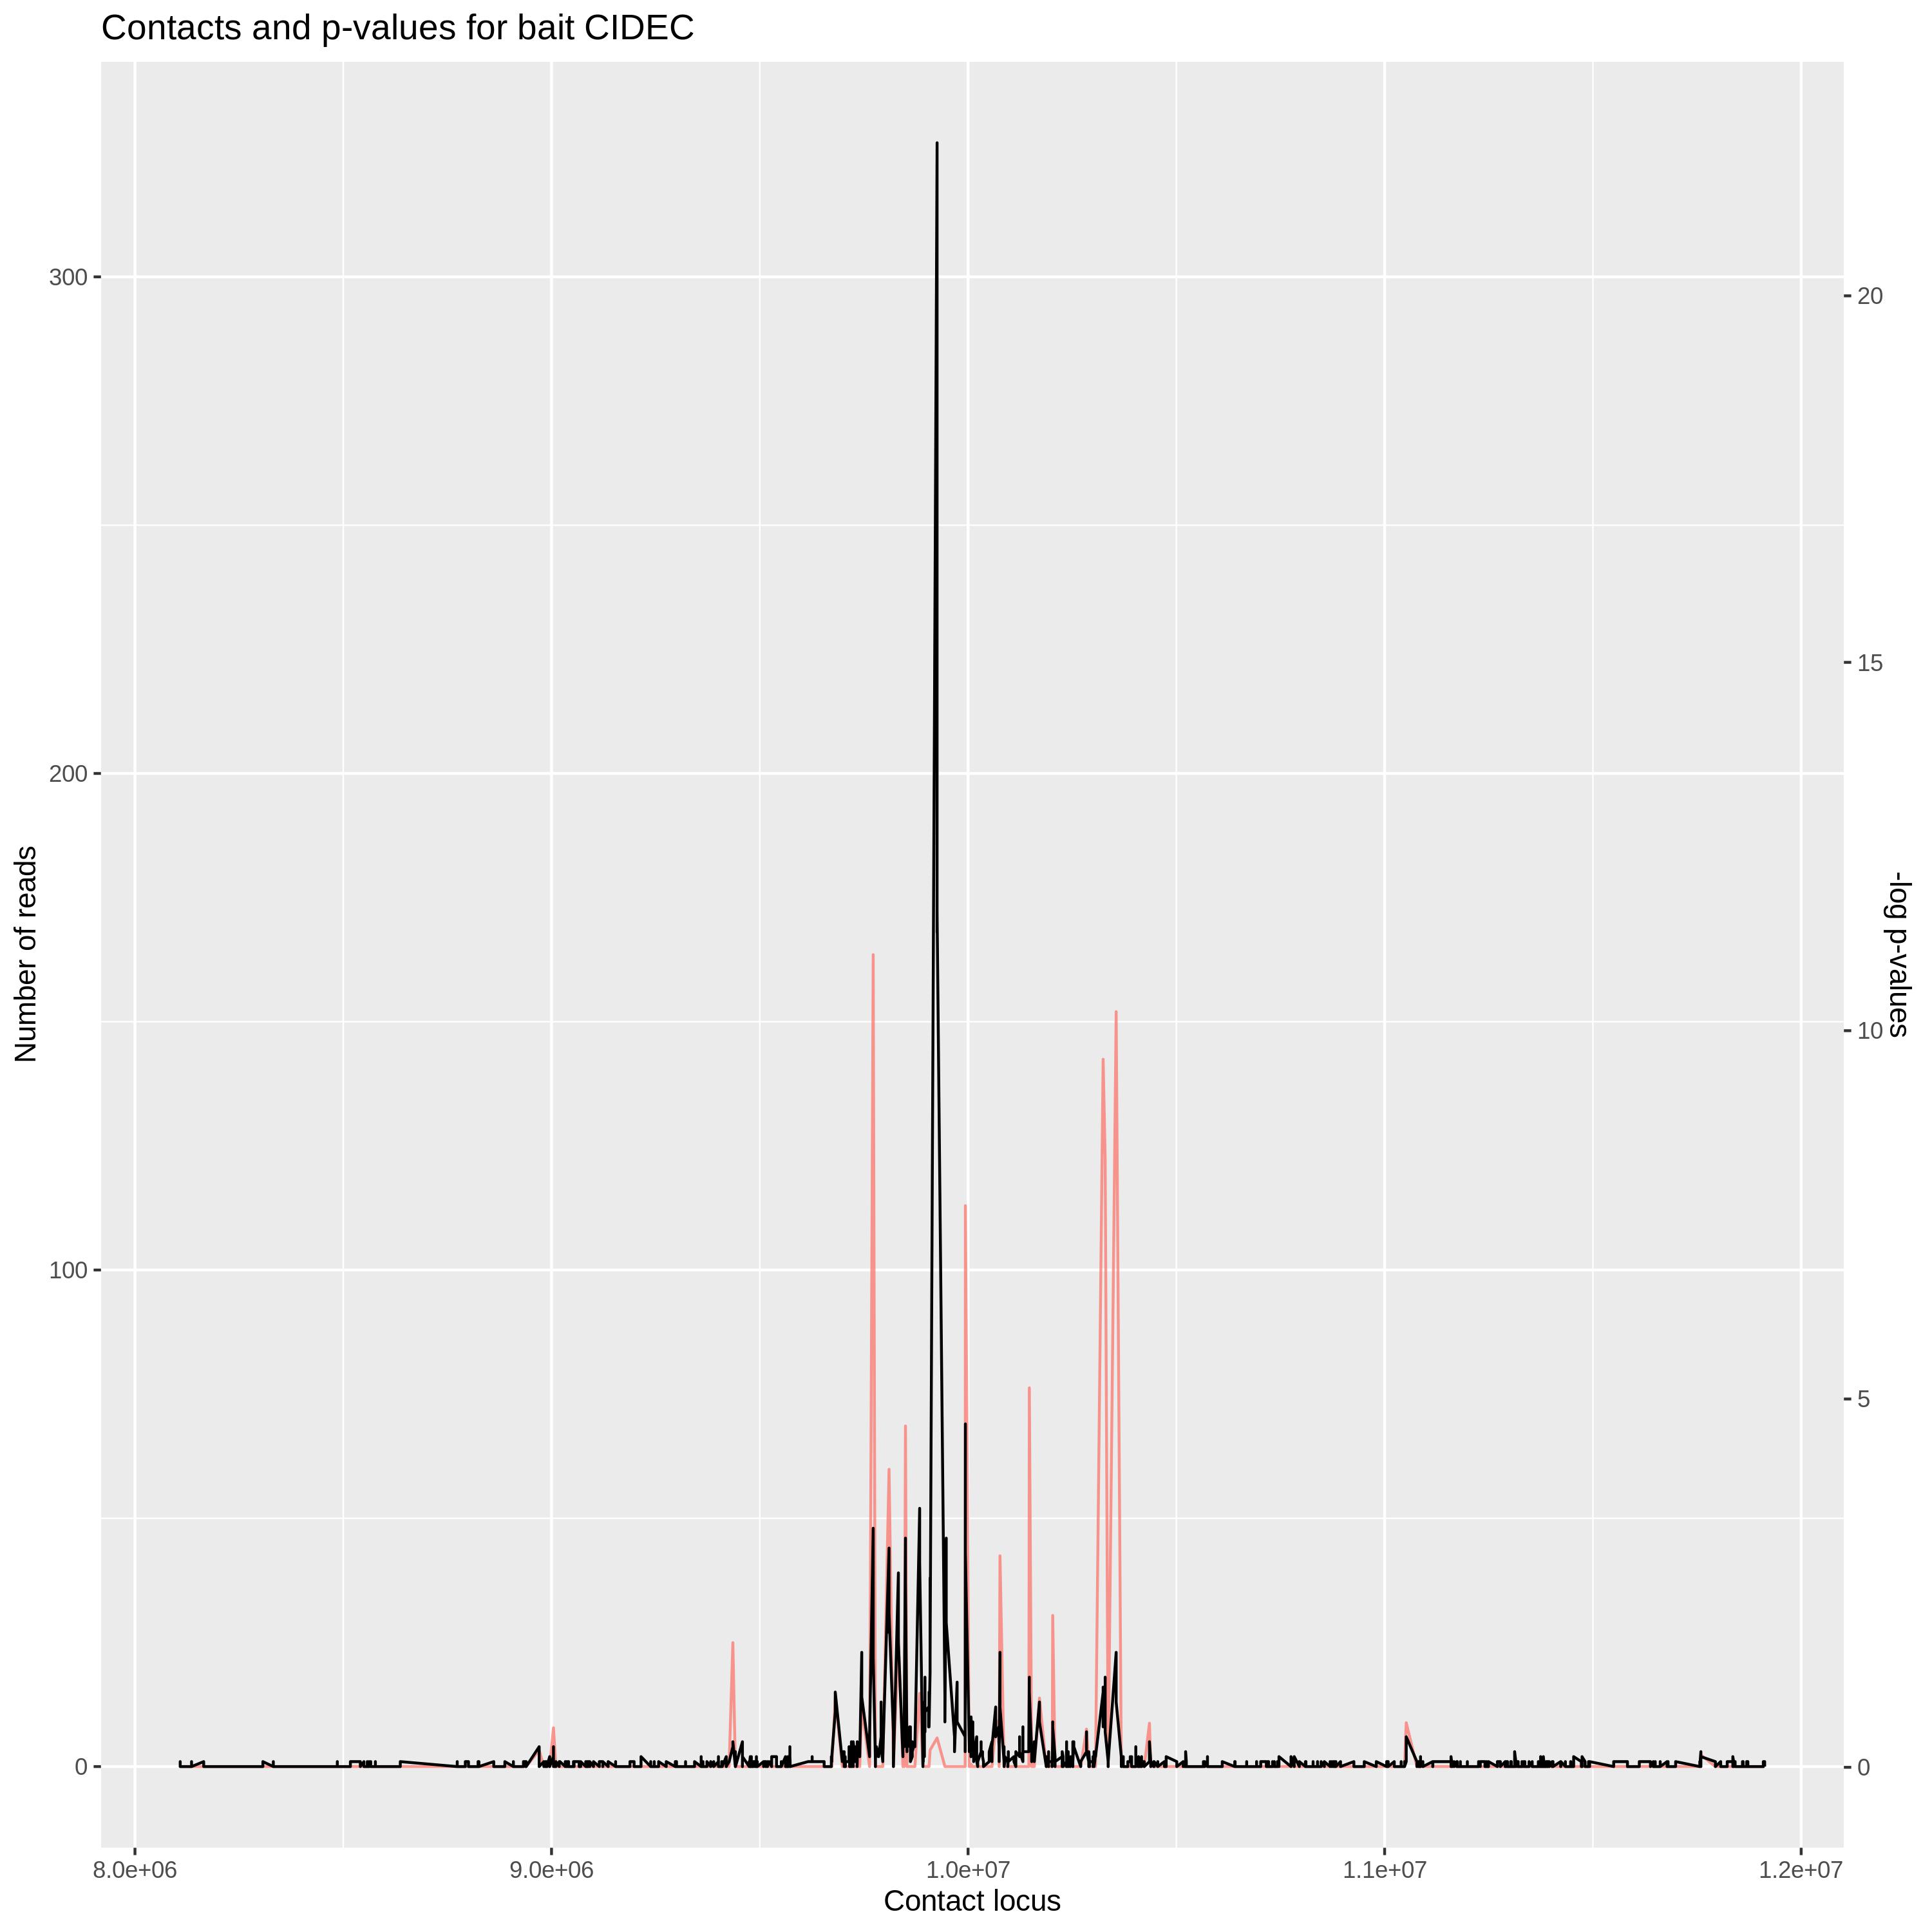 Contacts and p-values for bait CIDEC
Number of reads
300
200
100
0
20
15
10
5
0
-log p-values
8.0e+06
9.0e+06
1.0e+07
1.1e+07
1.2e+07
Contact locus